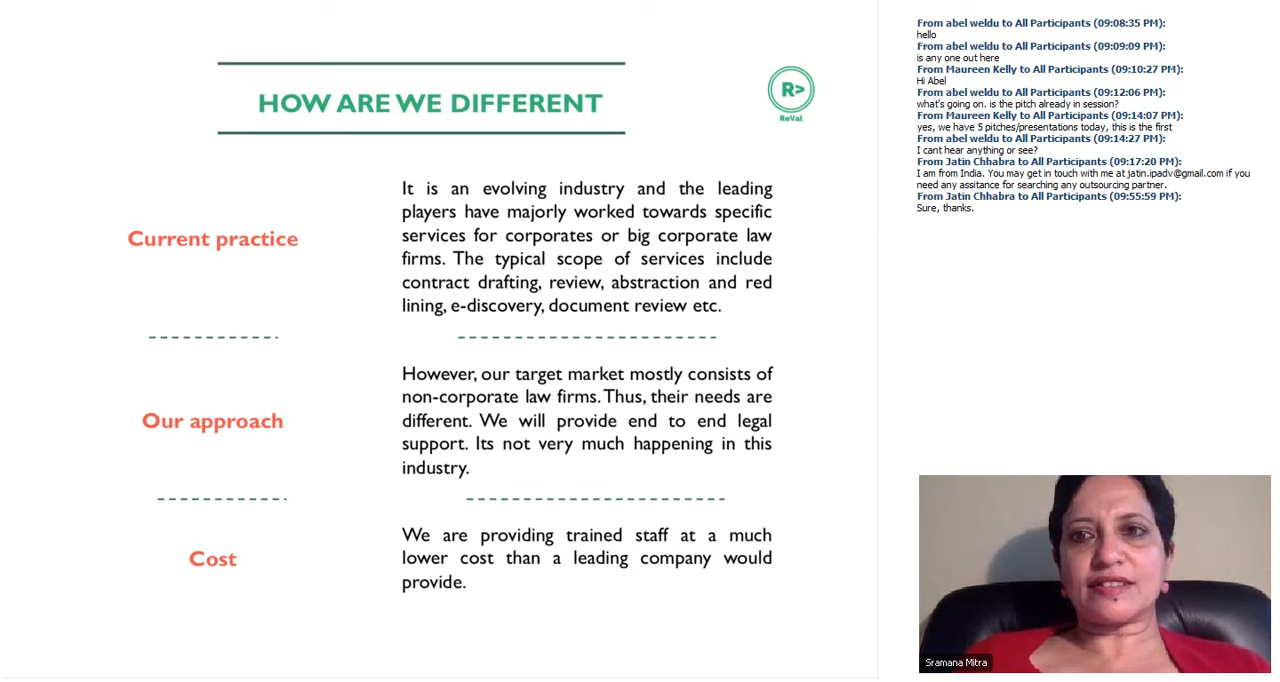 HOW ARE WE DIFFERENT
R>
ReVal
Current practice
It is an evolving industry and the leading
players have majorly worked towards specific
services for corporates or big corporate law
firms. The typical scope of services include
contract drafting, review, abstraction and red
lining, e-discovery, document review etc.
Our approach
However, our target market mostly consists of
non-corporate law firms. Thus, their needs are
different. We will provide end to end legal
support. Its not very much happening in this
industry.
Cost
We are providing trained staff at a much
lower cost than a leading company would
provide.
From abel weldu to All Participants (09:08:35 PM):
hello
From abel weldu to All Participants (09:09:09 PM):
is any one out here
From Maureen Kelly to All Participants (09:10:27 PM):
Hi Abel
From abel weldu to All Participants (09:12:06 PM):
what's going on. is the pitch already in session?
From Maureen Kelly to All Participants (09:14:07 PM):
yes, we have 5 pitches/presentations today, this is the first
From abel weldu to All Participants (09:14:27 PM):
I cant hear anything or see?
From Jatin Chhabra to All Participants (09:17:20 PM):
I am from India. You may get in touch with me at jatin.ipadv@gmail.com if you
need any assitance for searching any outsourcing partner.
From Jatin Chhabra to All Participants (09:55:59 PM):
Sure, thanks.
Sramana Mitra